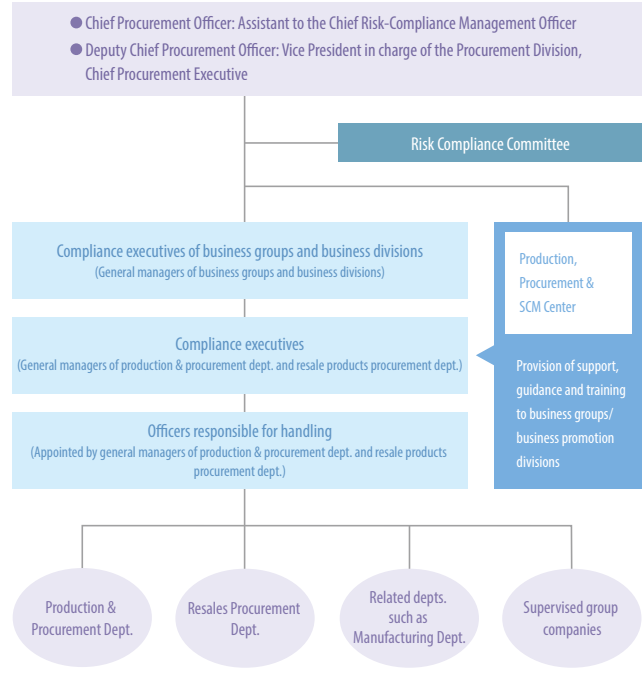 ● Chief Procurement Officer: Assistant to the Chief Risk-Compliance Management Officer
● Deputy Chief Procurement Officer: Vice President in charge of the Procurement Division,
Chief Procurement Executive
Risk Compliance Committee
Compliance executives of business groups and business divisions
(General managers of business groups and business divisions)
Production,
Procurement &
SCM Center
Compliance executives
(General managers of production & procurement dept. and resale products procurement dept.)
Provision of support,
guidance and training
to business groups/
business promotion
divisions
Officers responsible for handling
(Appointed by general managers of production & procurement dept. and resale products
procurement dept.)
Production &
Procurement Dept.
Resales Procurement
Dept.
Related depts.
such as
Manufacturing Dept.
Supervised group
companies